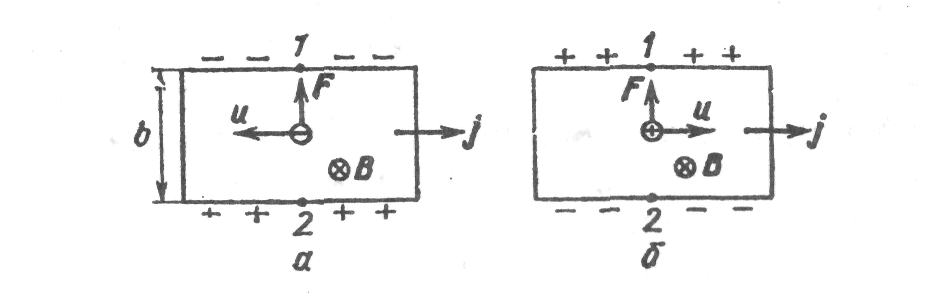 − − 1 − −
F
u
b
j
⊗ B
+ + 2 + +
а
+ + 1 + +
F
u
j
⊗ B
− − 2 − −
б